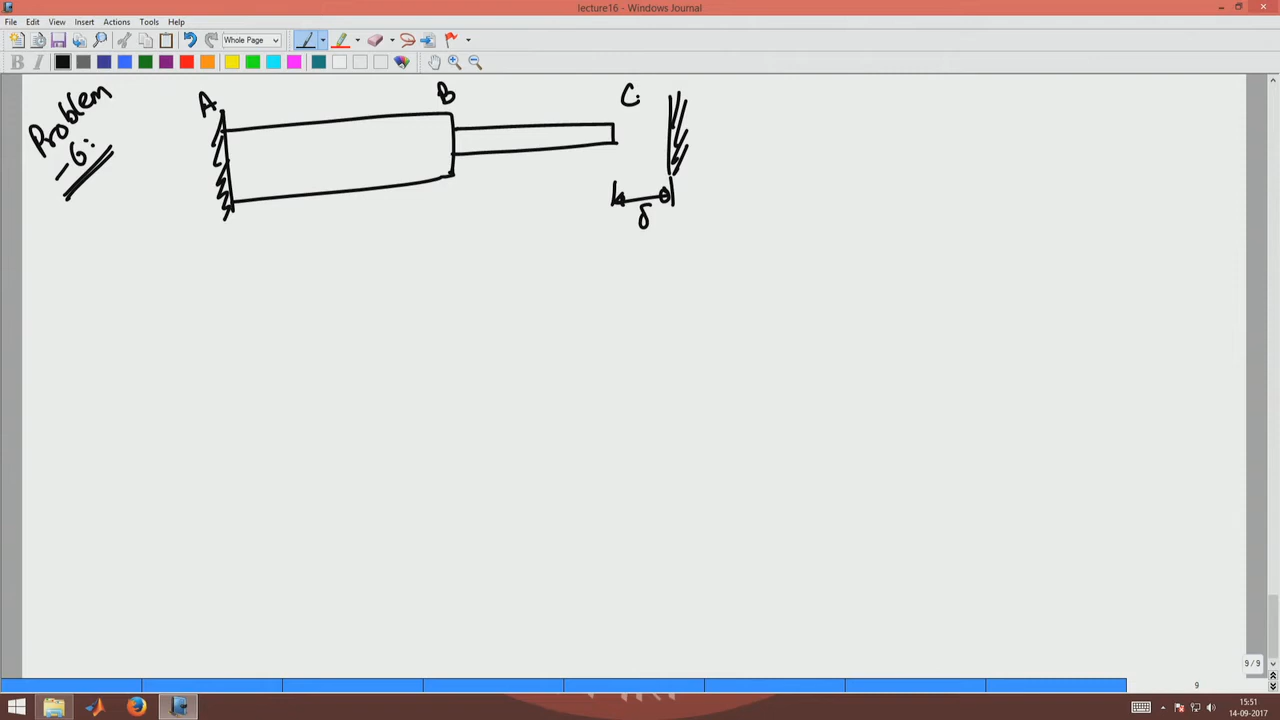 lecture16 - Windows Journal
File Edit View Insert Actions Tools Help
Whole Page
B I
Problem
-6:
A B C
δ
9 / 9
9
15:51
14-09-2017